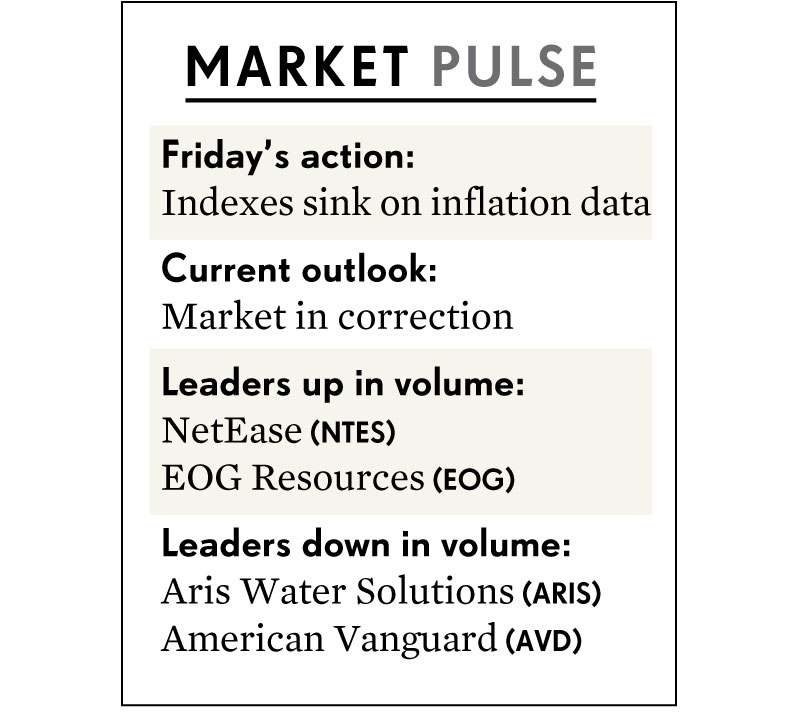 MARKET PULSE
Friday’s action:
Indexes sink on inflation data
Current outlook:
Market in correction
Leaders up in volume:
NetEase (NTES)
EOG Resources (EOG)
Leaders down in volume:
Aris Water Solutions (ARIS)
American Vanguard (AVD)